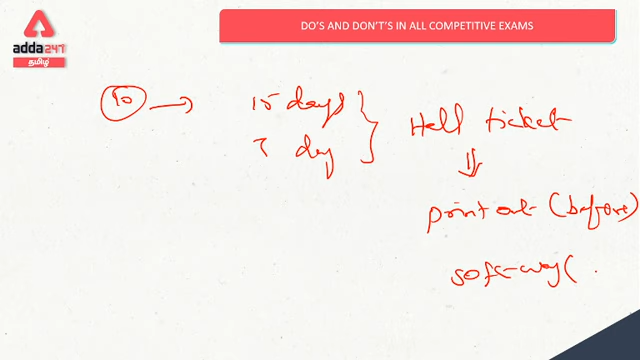 adda247
தமிழ்
DO'S AND DON'T'S IN ALL COMPETITIVE EXAMS
10 → 15 days } Hall ticket
7 day
⇓
print out (before)
soft-copy (